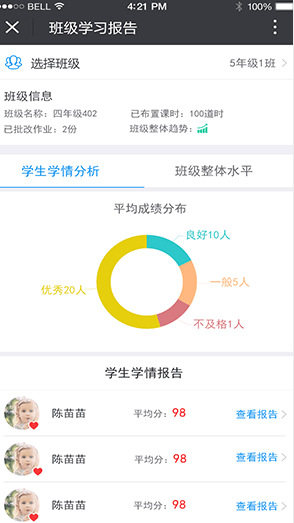 BELL 4:21 PM 100%
班级学习报告
选择班级 5年级1班
班级信息
班级名称：四年级402 已布置课时：100道时
已批改作业：2份 班级整体趋势：
学生学情分析 班级整体水平
平均成绩分布
良好10人
一般5人
优秀20人
不及格1人
学生学情报告
陈苗苗 平均分：98 查看报告
陈苗苗 平均分：98 查看报告
陈苗苗 平均分：98 查看报告